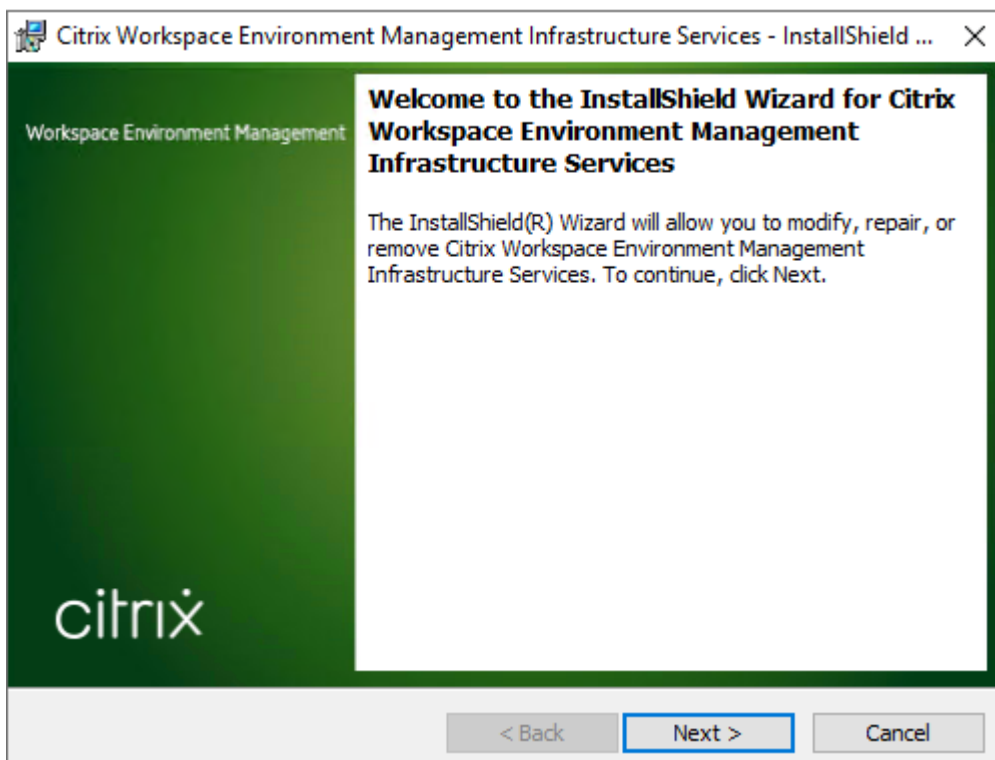 Citrix Workspace Environment Management Infrastructure Services - InstallShield ...
Workspace Environment Management
Welcome to the InstallShield Wizard for Citrix
Workspace Environment Management
Infrastructure Services
The InstallShield(R) Wizard will allow you to modify, repair, or
remove Citrix Workspace Environment Management
Infrastructure Services. To continue, click Next.
citrix
< Back
Next >
Cancel